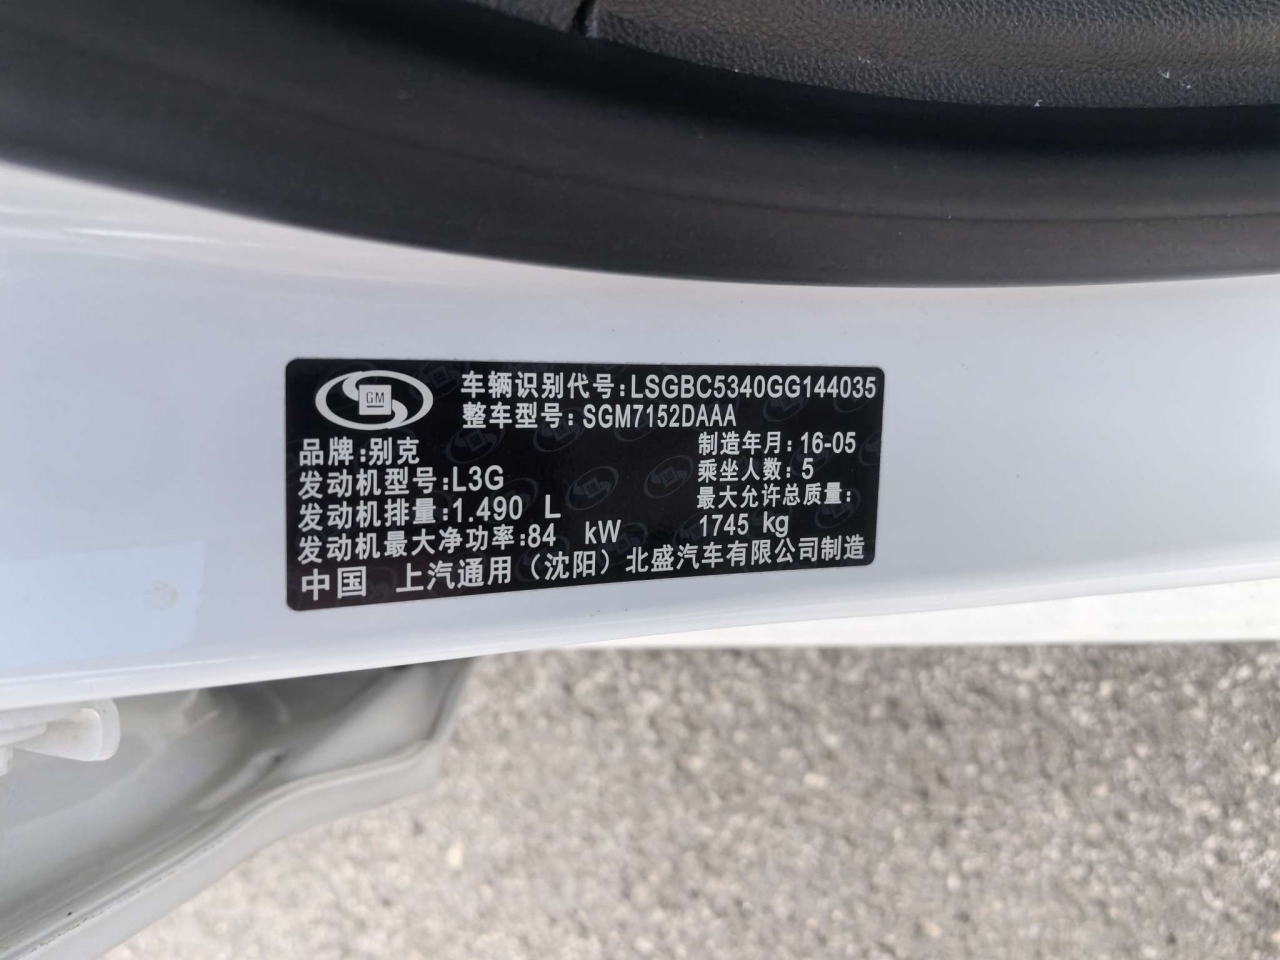 GM
车辆识别代号:LSGBC5340GG144035
整车型号:SGM7152DAAA
品牌:别克
制造年月:16-05
发动机型号:L3G
乘坐人数:5
发动机排量:1.490 L
最大允许总质量:
1745 kg
发动机最大净功率:84 kW
中国 上汽通用（沈阳）北盛汽车有限公司制造